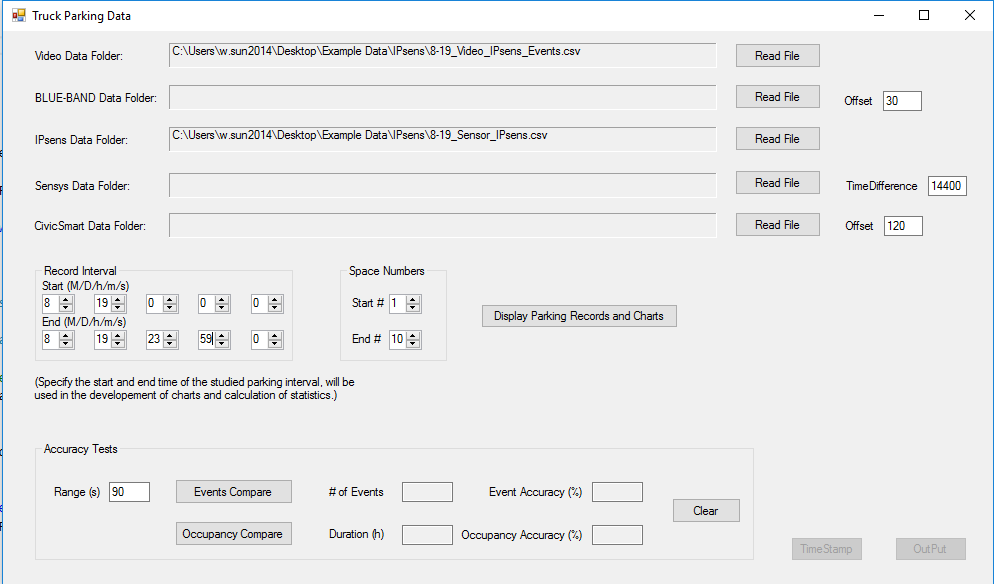 Truck Parking Data
Video Data Folder: C:\Users\w.sun2014\Desktop\Example Data\IPsens\8-19_Video_IPsens_Events.csv Read File
BLUE-BAND Data Folder: Read File Offset 30
IPsens Data Folder: C:\Users\w.sun2014\Desktop\Example Data\IPsens\8-19_Sensor_IPsens.csv Read File
Sensys Data Folder: Read File TimeDifference 14400
CivicSmart Data Folder: Read File Offset 120
Record Interval
Start (M/D/h/m/s)
8 19 0 0 0
End (M/D/h/m/s)
8 19 23 59 0
Space Numbers
Start # 1
End # 10
Display Parking Records and Charts
(Specify the start and end time of the studied parking interval, will be
used in the developement of charts and calculation of statistics.)
Accuracy Tests
Range (s) 90 Events Compare # of Events Event Accuracy (%)
Clear
Occupancy Compare Duration (h) Occupancy Accuracy (%)
TimeStamp OutPut